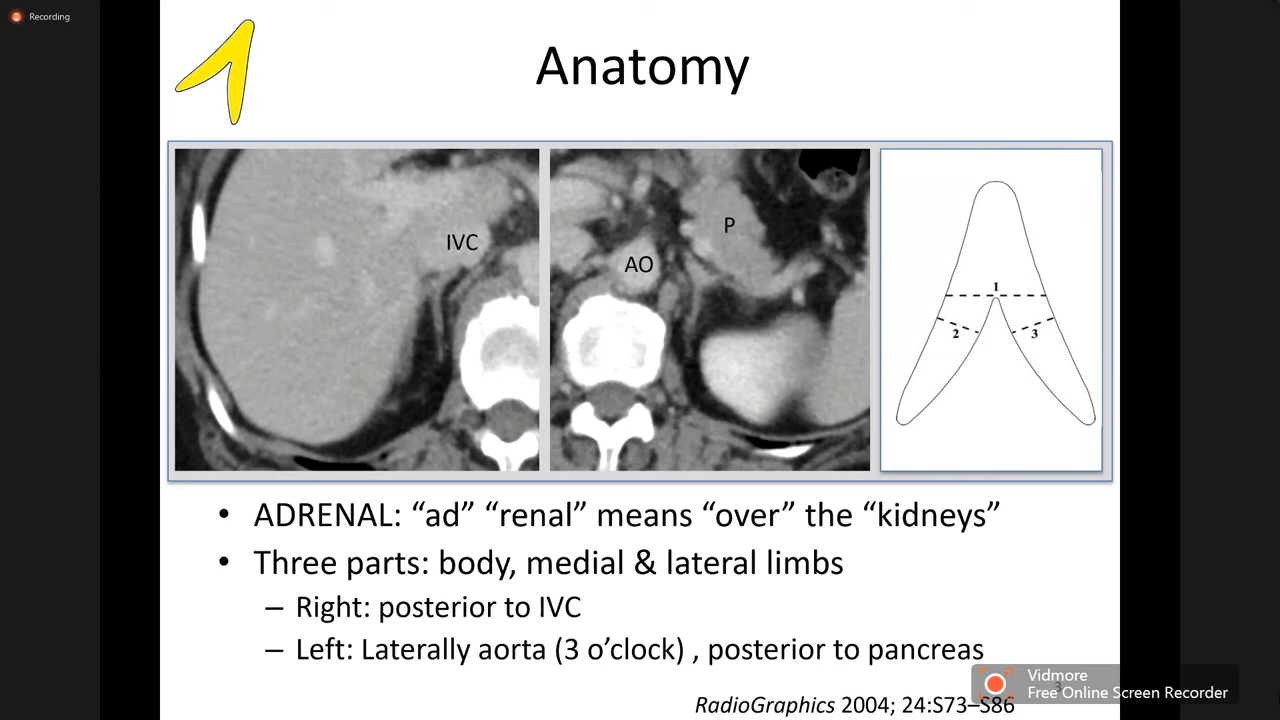 Recording
Anatomy
IVC
AO
P
1
2
3
• ADRENAL: “ad” “renal” means “over” the “kidneys”
• Three parts: body, medial & lateral limbs
– Right: posterior to IVC
– Left: Laterally aorta (3 o’clock) , posterior to pancreas
3
Vidmore
Free Online Screen Recorder
RadioGraphics 2004; 24:S73–S86